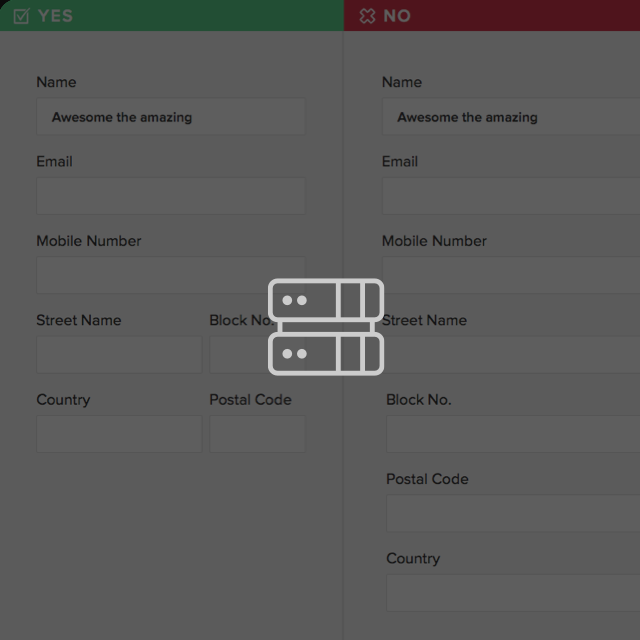 YES
Name
Awesome the amazing
Email
Mobile Number
Street Name Block No.
Country Postal Code
NO
Name
Awesome the amazing
Email
Mobile Number
Street Name
Block No.
Postal Code
Country